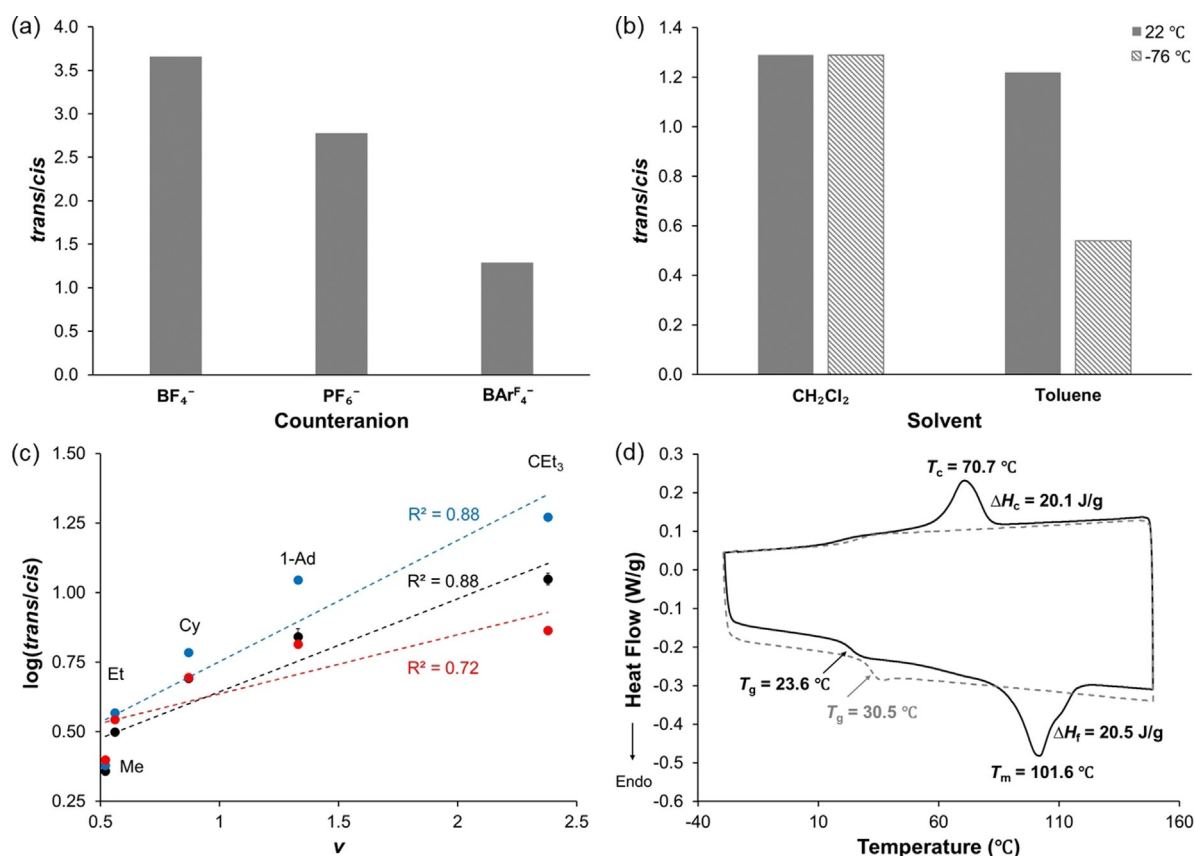 (a)
4.0
3.5
3.0
2.5
2.0
1.5
1.0
0.5
0.0
trans/cis
BF₄⁻ PF₆⁻ BArF₄⁻
Counteranion
(b)
22 ℃
-76 ℃
1.4
1.2
1.0
0.8
0.6
0.4
0.2
0.0
trans/cis
CH₂Cl₂ Toluene
Solvent
(c)
1.50
1.25
1.00
0.75
0.50
0.25
log(trans/cis)
CEt₃
R² = 0.88
1-Ad
R² = 0.88
Cy
Et
R² = 0.72
Me
0.5 1 1.5 2 2.5
ν
(d)
0.3
0.2
0.1
0.0
-0.1
-0.2
-0.3
-0.4
-0.5
-0.6
Heat Flow (W/g)
Endo
Tc = 70.7 ℃
ΔHc = 20.1 J/g
Tg = 23.6 ℃
Tg = 30.5 ℃
ΔHf = 20.5 J/g
Tm = 101.6 ℃
-40 10 60 110 160
Temperature (℃)